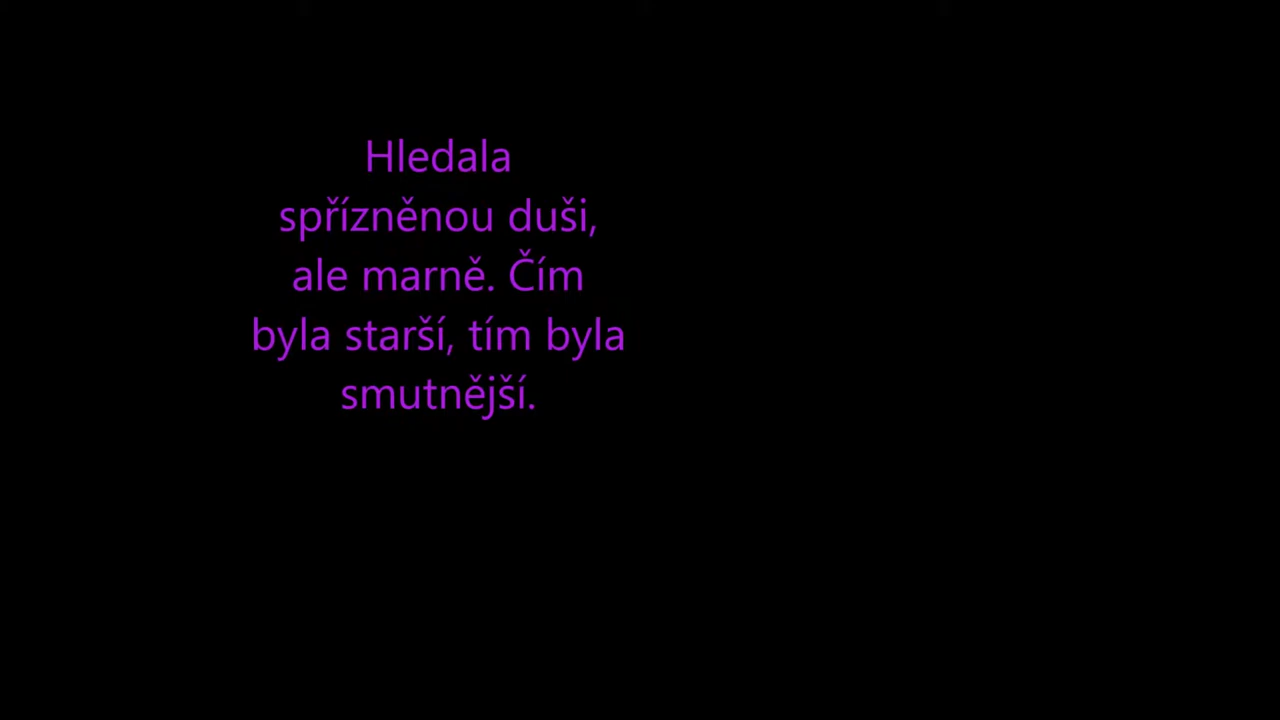 Hledala
spřízněnou duši,
ale marně. Čím
byla starší, tím byla
smutnější.